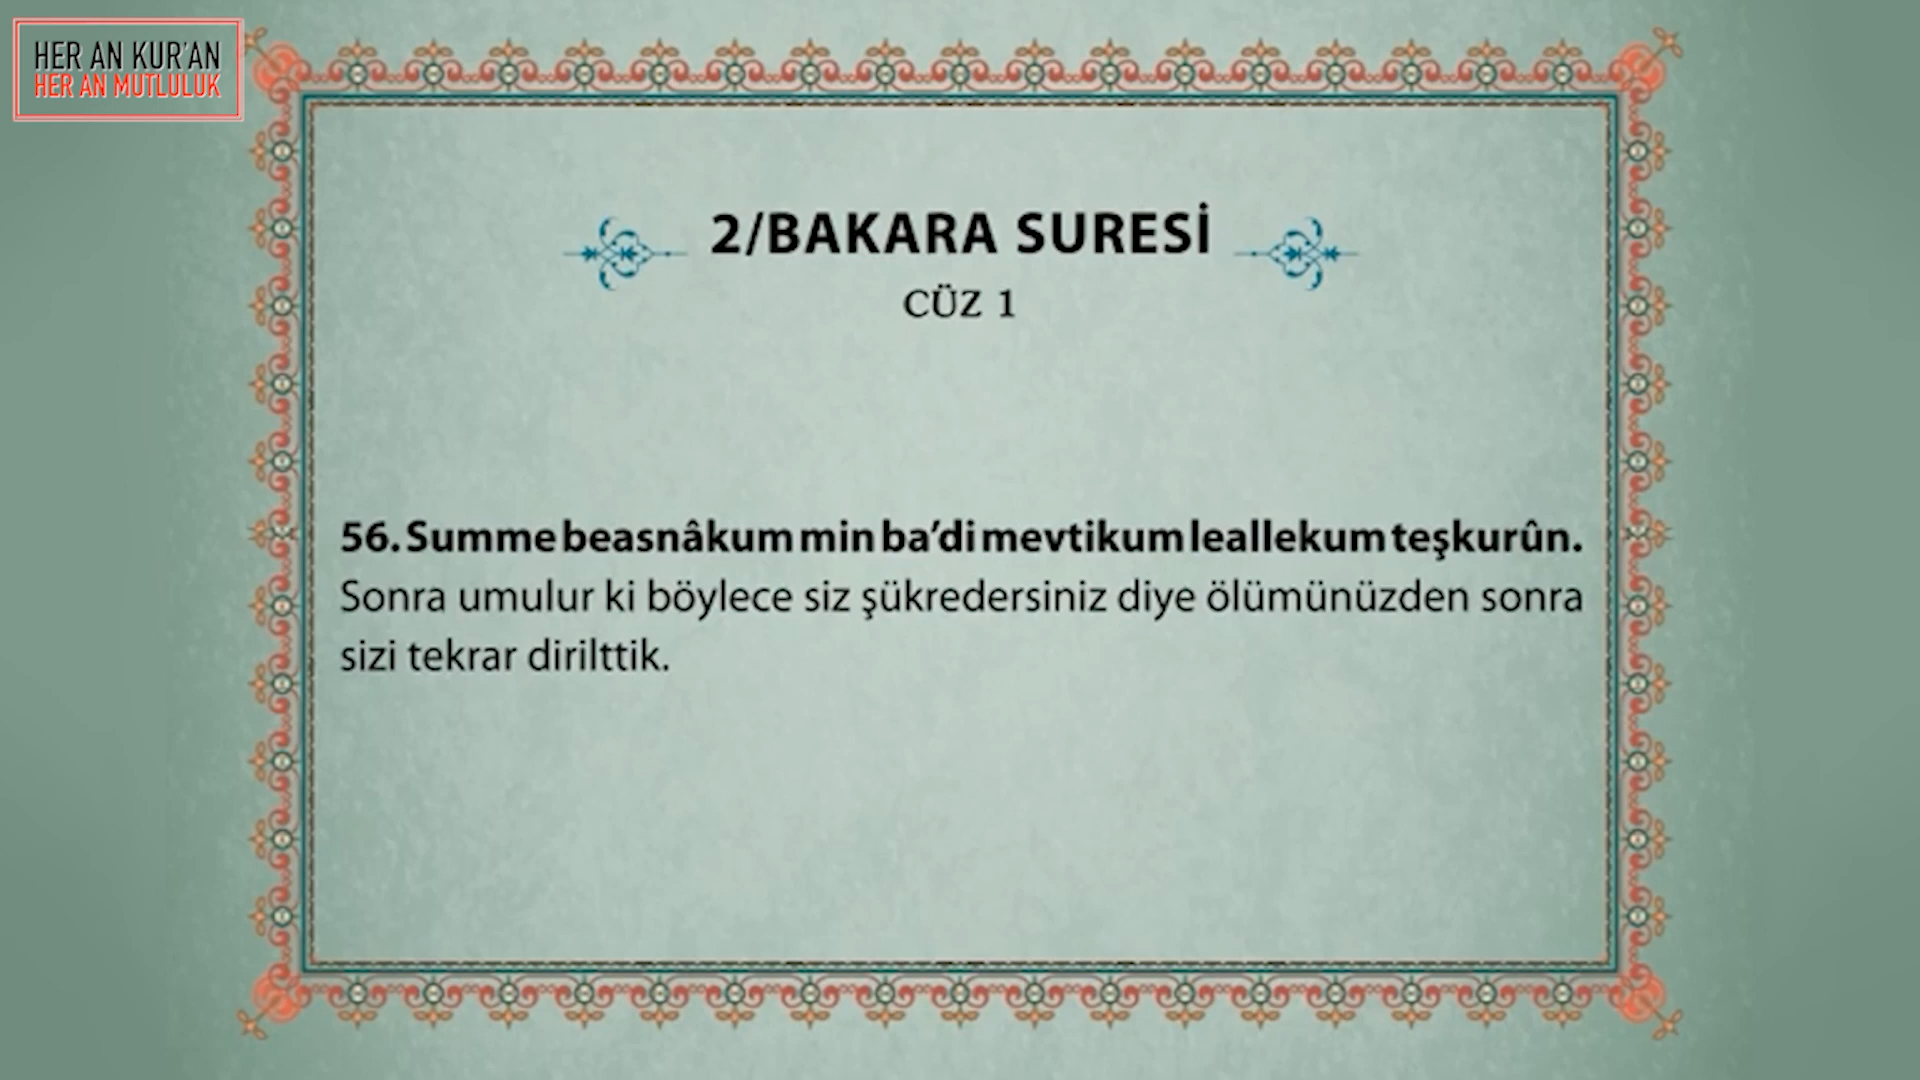 HER AN KUR'AN
HER AN MUTLULUK
2/BAKARA SURESİ
CÜZ 1
56. Summe beasnâkum min ba’di mevtikum leallekum teşkurûn.
Sonra umulur ki böylece siz şükredersiniz diye ölümünüzden sonra
sizi tekrar dirilttik.